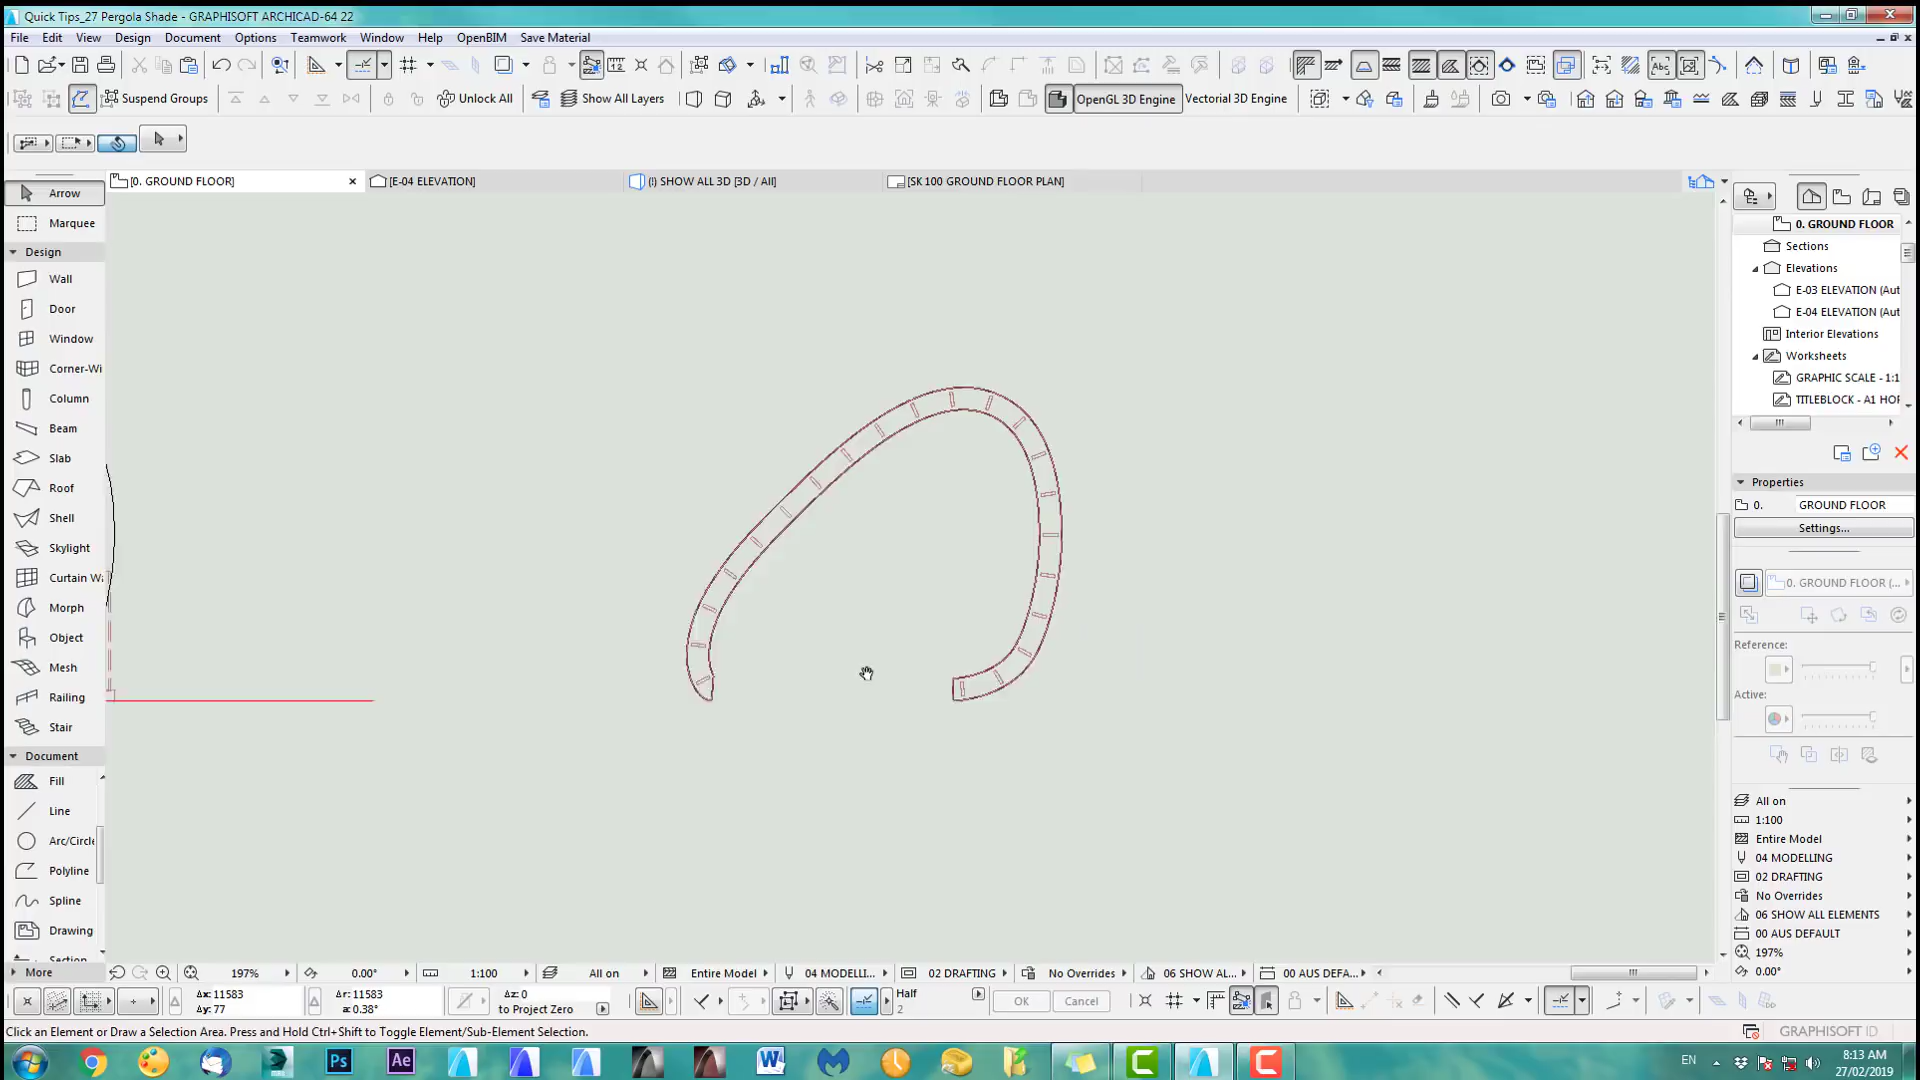 Quick Tips_27 Pergola Shade - GRAPHISOFT ARCHICAD-64 22
File Edit View Design Document Options Teamwork Window Help OpenBIM Save Material
Suspend Groups Unlock All Show All Layers OpenGL 3D Engine Vectorial 3D Engine
[0. GROUND FLOOR] [E-04 ELEVATION] (!) SHOW ALL 3D [3D / All] [SK 100 GROUND FLOOR PLAN]
Arrow
Marquee
Design
Wall
Door
Window
Corner-Wi
Column
Beam
Slab
Roof
Shell
Skylight
Curtain Wa
Morph
Object
Mesh
Railing
Stair
Document
Fill
Line
Arc/Circle
Polyline
Spline
Drawing
Section
More
0. GROUND FLOOR
Sections
Elevations
E-03 ELEVATION (Aut
E-04 ELEVATION (Aut
Interior Elevations
Worksheets
GRAPHIC SCALE - 1:1
TITLEBLOCK - A1 HOR
Properties
0. GROUND FLOOR
Settings...
0. GROUND FLOOR (...
Reference:
Active:
All on
1:100
Entire Model
04 MODELLING
02 DRAFTING
No Overrides
06 SHOW ALL ELEMENTS
00 AUS DEFAULT
197%
0.00°
197% 0.00° 1:100 All on Entire Model 04 MODELLI... 02 DRAFTING No Overrides 06 SHOW AL... 00 AUS DEFA...
Δx: 11583 Δr: 11583 Δz: 0 Half OK Cancel
Δy: 77 a: 0.38° to Project Zero 2
Click an Element or Draw a Selection Area. Press and Hold Ctrl+Shift to Toggle Element/Sub-Element Selection.
GRAPHISOFT ID
Ps Ae W
EN
8:13 AM
27/02/2019